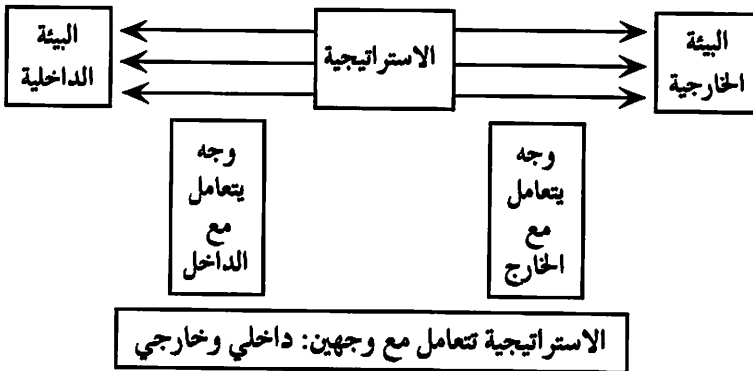 البيئة
الخارجية
الاستراتيجية
البيئة
الداخلية
وجه
يتعامل
مع
الخارج
وجه
يتعامل
مع
الداخل
الاستراتيجية تتعامل مع وجهين: داخلي وخارجي